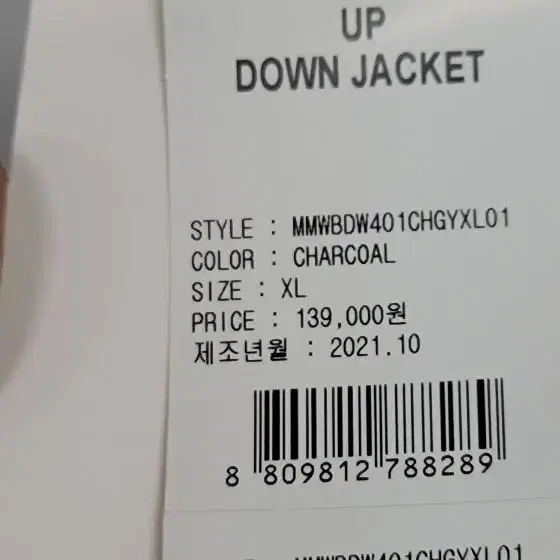 UP
DOWN JACKET
STYLE : MMWBDW401CHGYXL01
COLOR : CHARCOAL
SIZE : XL
PRICE : 139,000원
제조년월 : 2021.10
8 809812 788289